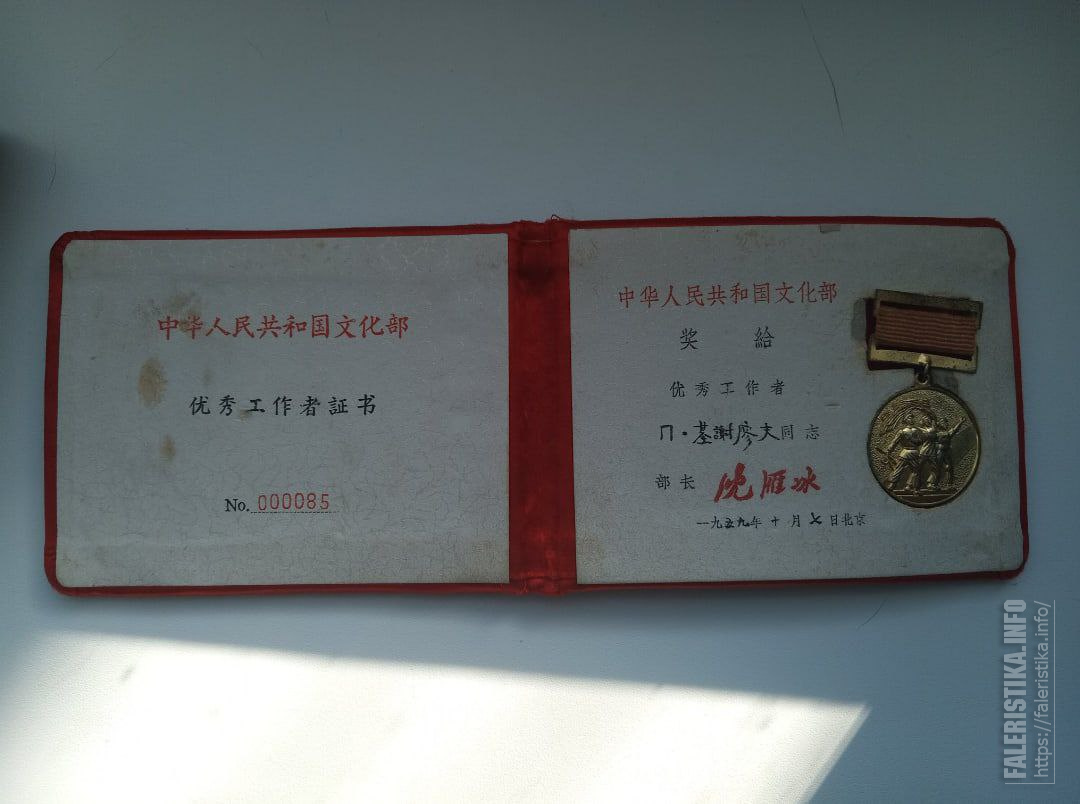 中华人民共和国文化部
优秀工作者証书
No. 000085
中华人民共和国文化部
奖給
优秀工作者
П·基謝廖夫同志
部长 沈雁冰
一九五九年十月七日北京
FALERISTIKA.INFO
https://faleristika.info/